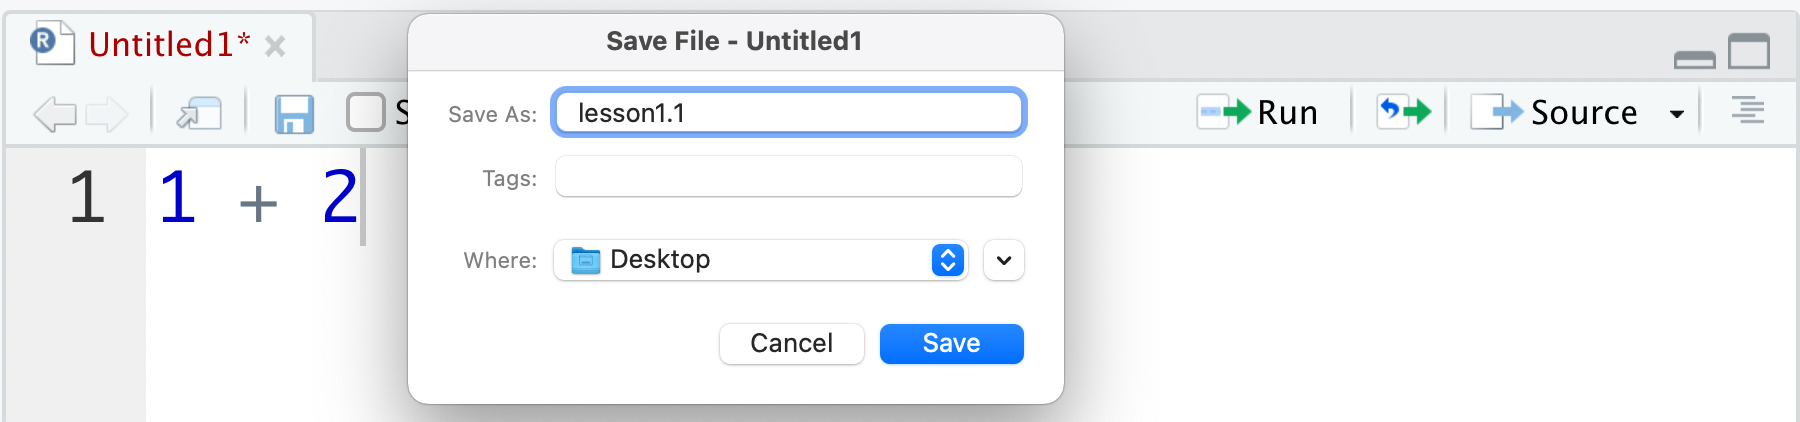 Untitled1*
Save File - Untitled1
Save As: lesson1.1
Tags:
Where: Desktop
Cancel Save
S
Run
Source
1 1 + 2
R